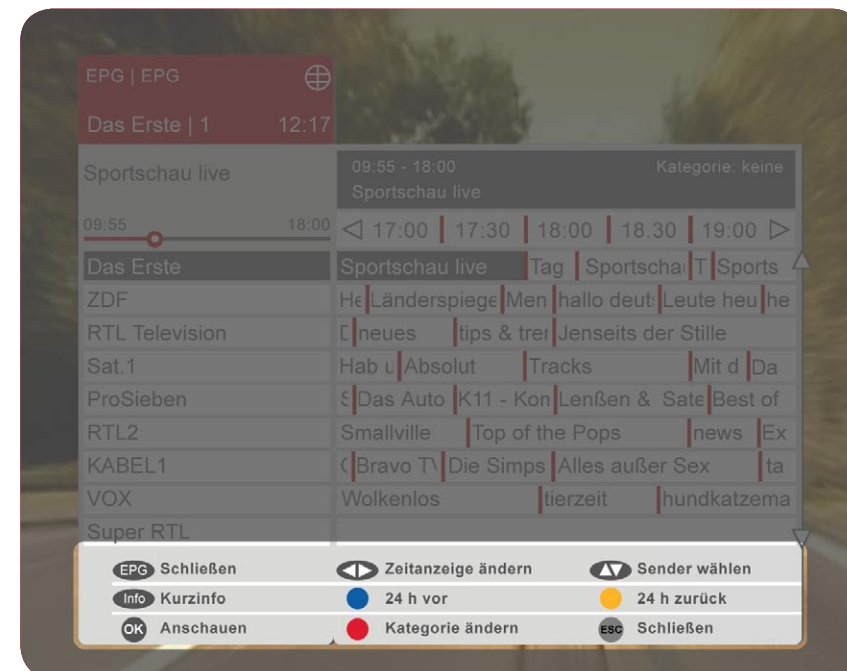 EPG | EPG
Das Erste | 1 12:17
Sportschau live
09:55 18:00
09:55 - 18:00 Kategorie: keine
Sportschau live
17:00 17:30 18:00 18.30 19:00
Das Erste Sportschau live Tag Sportscha T Sports
ZDF He Länderspiege Men hallo deut Leute heu he
RTL Television neues tips & tren Jenseits der Stille
Sat.1 Hab u Absolut Tracks Mit d Da
ProSieben S Das Auto K11 - Kon Lenßen & Sate Best of
RTL2 Smallville Top of the Pops news Ex
KABEL1 Bravo TV Die Simps Alles außer Sex ta
VOX Wolkenlos tierzeit hundkatzema
Super RTL
EPG Schließen Zeitanzeige ändern Sender wählen
Info Kurzinfo 24 h vor 24 h zurück
OK Anschauen Kategorie ändern ESC Schließen